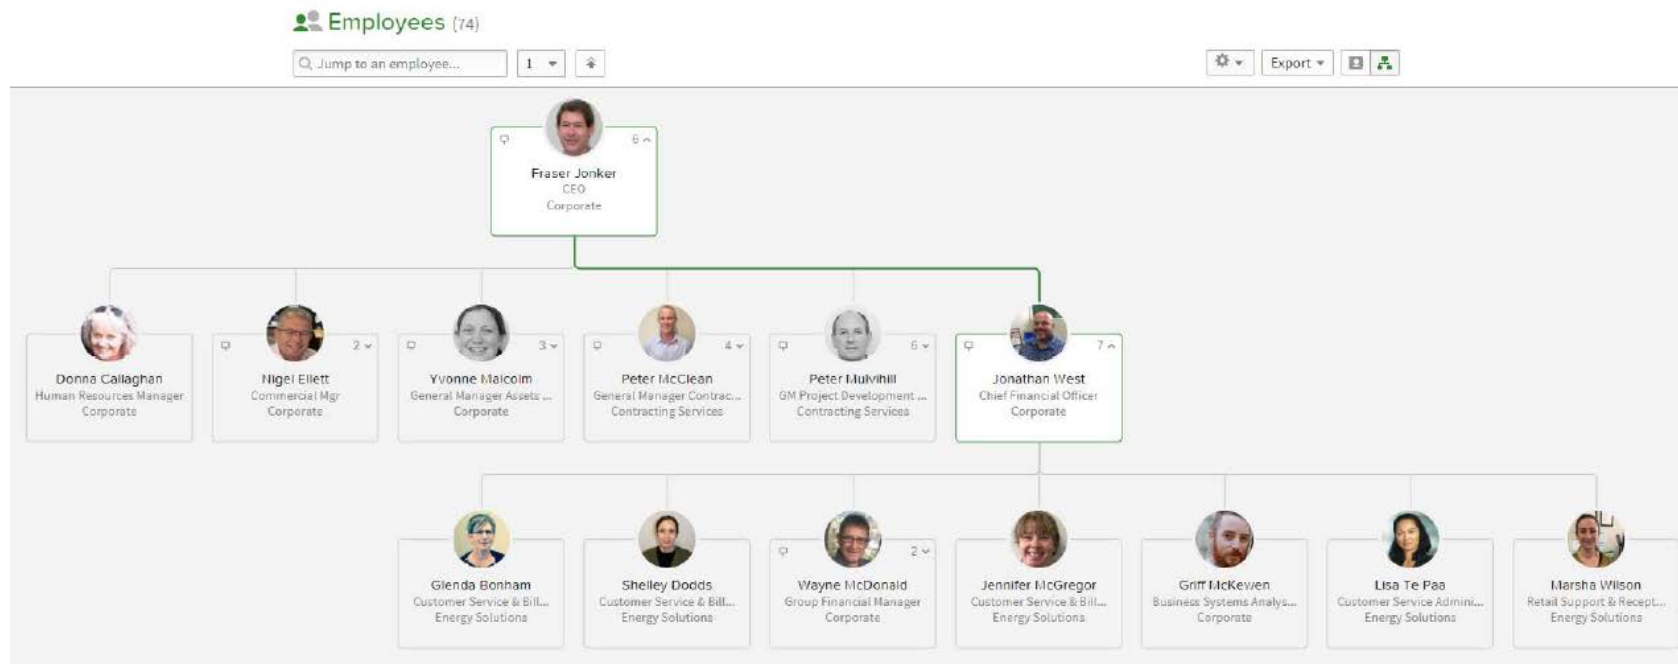 Employees (74)
Jump to an employee...
1
Export
6
Fraser Jonker
CEO
Corporate
Donna Callaghan
Human Resources Manager
Corporate
2
Nigel Ellett
Commercial Mgr
Corporate
3
Yvonne Malcolm
General Manager Assets ...
Corporate
4
Peter McClean
General Manager Contrac...
Contracting Services
6
Peter Mulvihill
GM Project Development ...
Contracting Services
7
Jonathan West
Chief Financial Officer
Corporate
Glenda Bonham
Customer Service & Bill...
Energy Solutions
Shelley Dodds
Customer Service & Bill...
Energy Solutions
2
Wayne McDonald
Group Financial Manager
Corporate
Jennifer McGregor
Customer Service & Bill...
Energy Solutions
Griff McKewen
Business Systems Analys...
Corporate
Lisa Te Paa
Customer Service Admini...
Energy Solutions
Marsha Wilson
Retail Support & Recept...
Energy Solutions